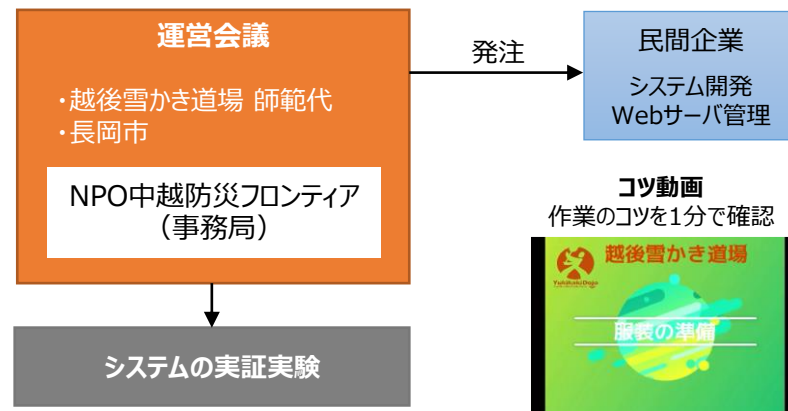 運営会議
・越後雪かき道場 師範代
・長岡市
NPO中越防災フロンティア
（事務局）
発注
民間企業
システム開発
Webサーバ管理
システムの実証実験
コツ動画
作業のコツを1分で確認
越後雪かき道場
Yukikaki Dojo
服装の準備